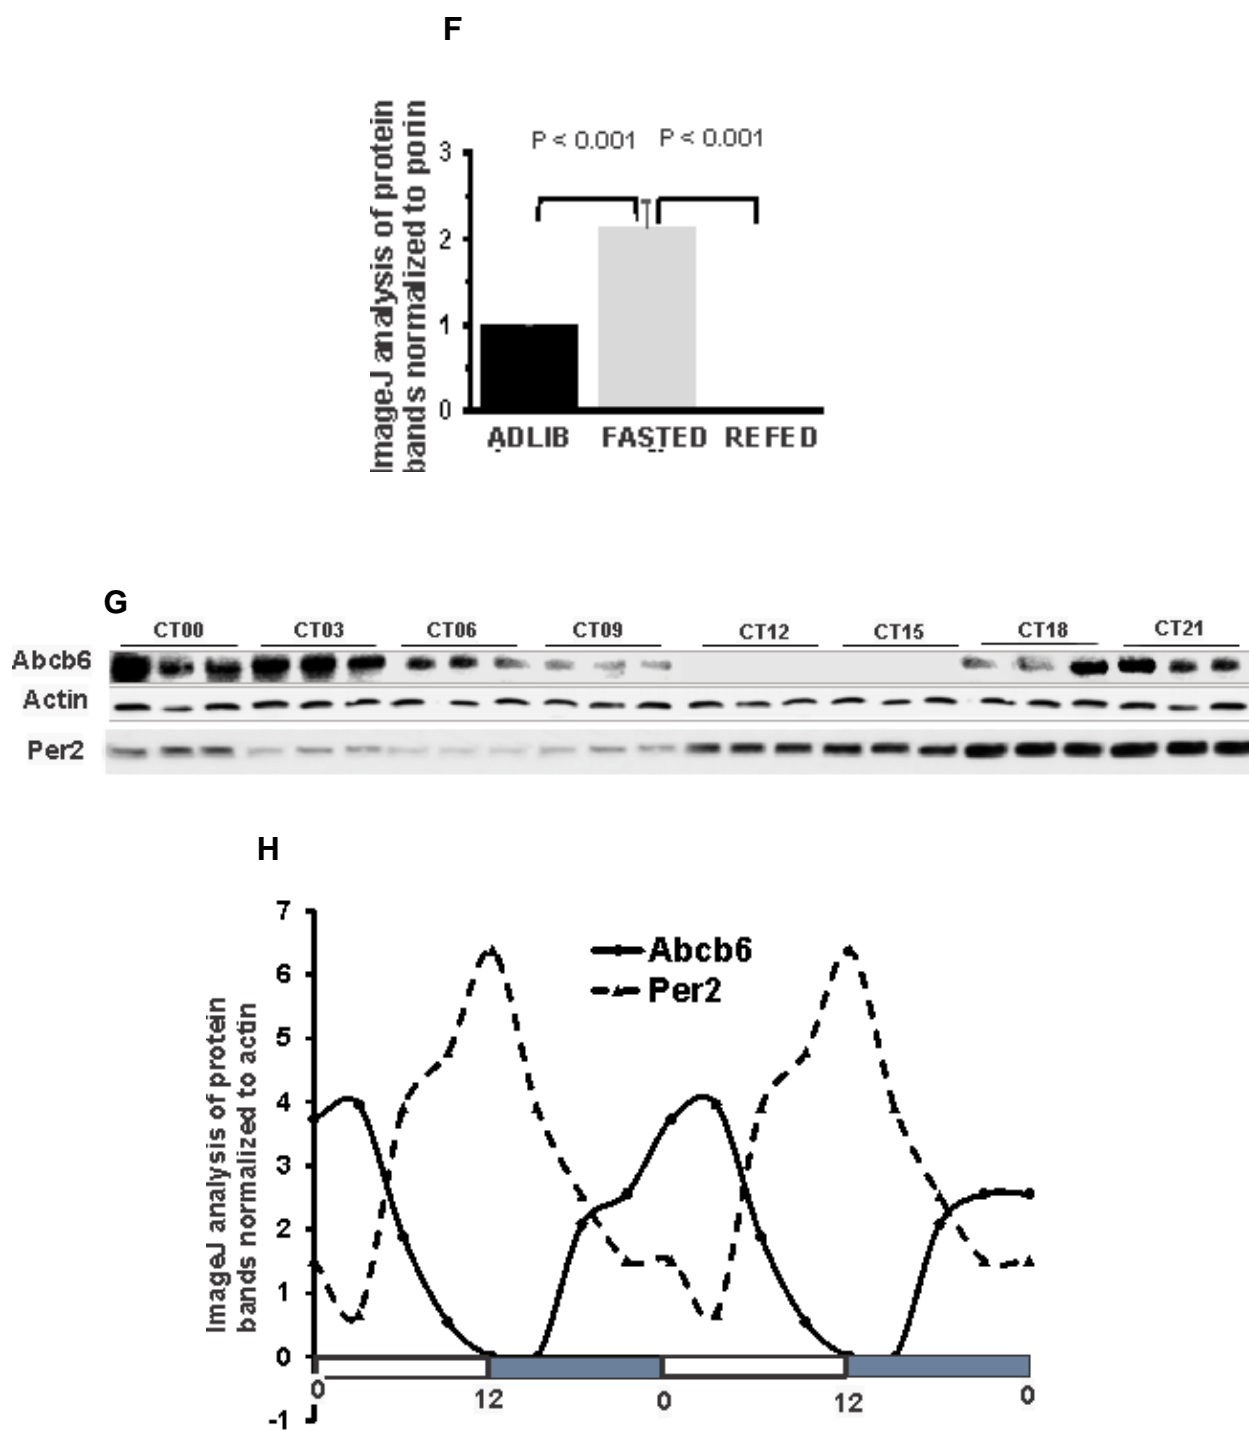 F
ImageJ analysis of protein
bands normalized to porin
P < 0.001 P < 0.001
3
2
1
0
ADLIB FASTED REFED
G
CT00 CT03 CT06 CT09 CT12 CT15 CT18 CT21
Abcb6
Actin
Per2
H
ImageJ analysis of protein
bands normalized to actin
7
6
5
4
3
2
1
0
-1
Abcb6
Per2
0 12 0 12 0